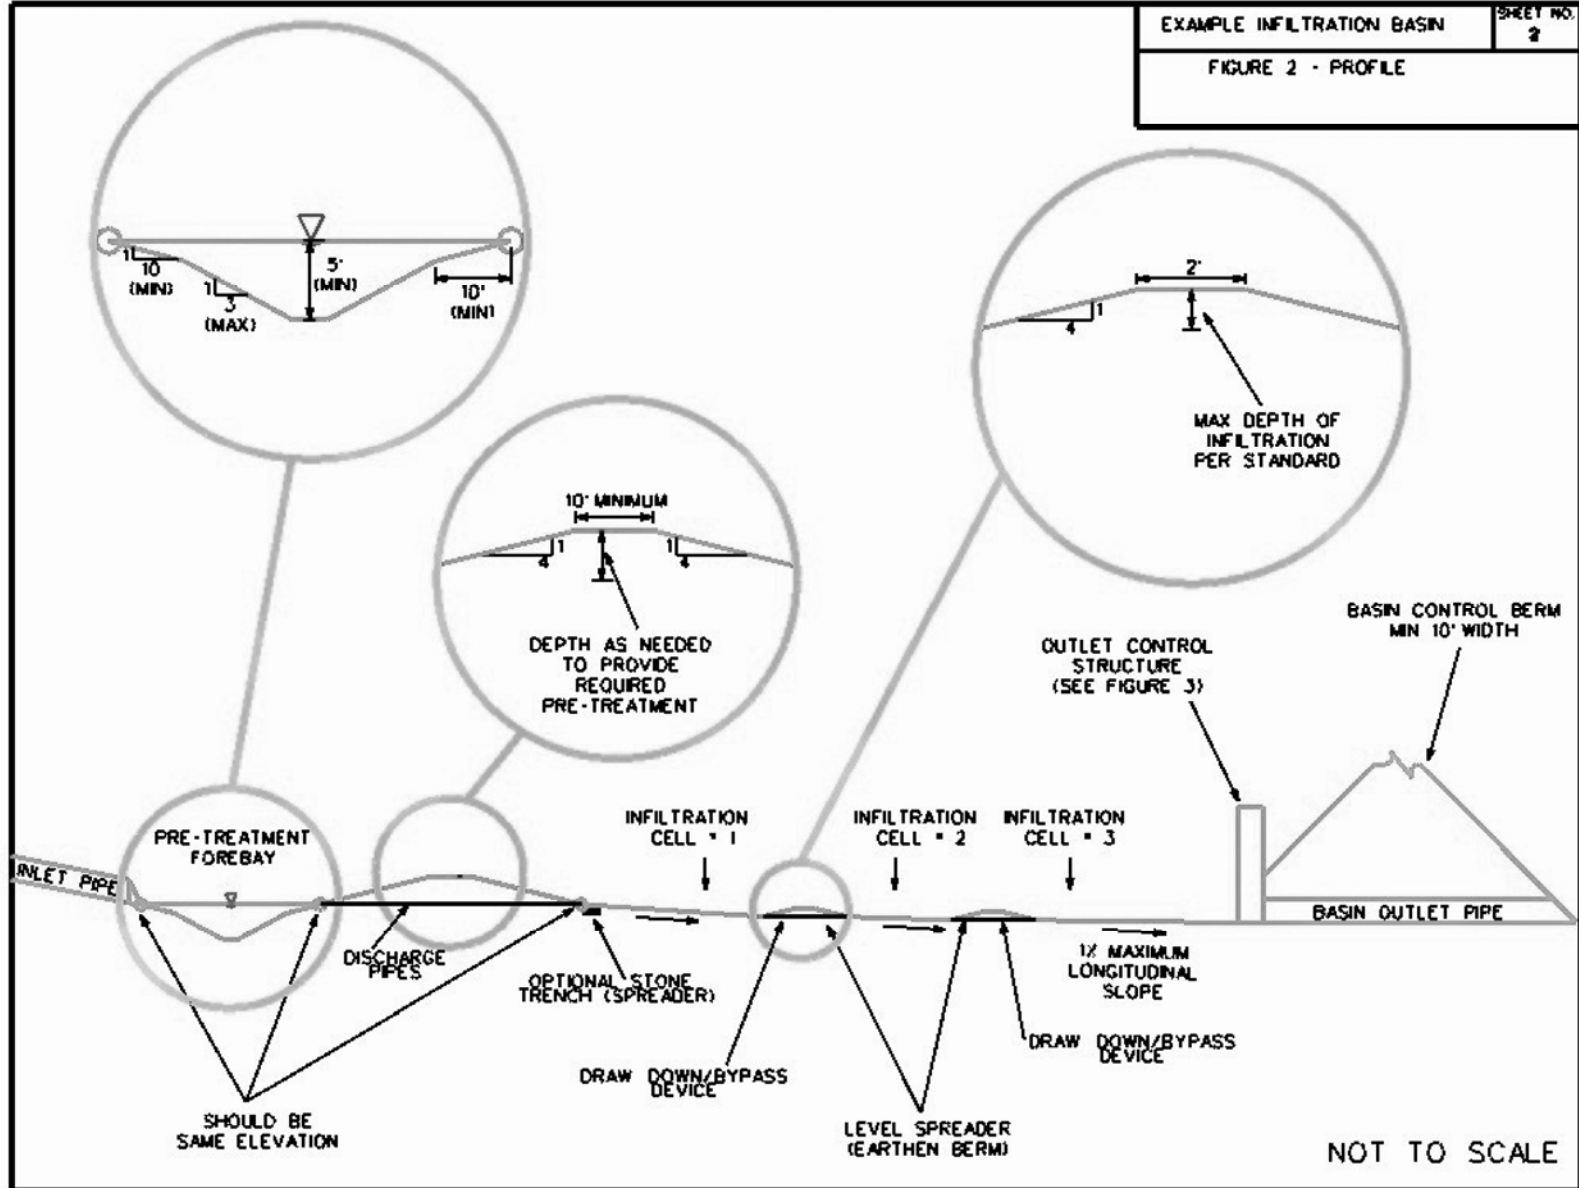 EXAMPLE INFILTRATION BASIN
SHEET NO.
2
FIGURE 2 - PROFILE
1
10
(MIN)
1
3
(MAX)
5'
(MIN)
10'
(MIN)
2'
1
4
MAX DEPTH OF
INFILTRATION
PER STANDARD
10' MINIMUM
1
4
1
4
DEPTH AS NEEDED
TO PROVIDE
REQUIRED
PRE-TREATMENT
BASIN CONTROL BERM
MIN 10' WIDTH
OUTLET CONTROL
STRUCTURE
(SEE FIGURE 3)
PRE-TREATMENT
FOREBAY
INLET PIPE
INFILTRATION
CELL # 1
INFILTRATION
CELL # 2
INFILTRATION
CELL # 3
BASIN OUTLET PIPE
DISCHARGE
PIPES
OPTIONAL STONE
TRENCH (SPREADER)
1% MAXIMUM
LONGITUDINAL
SLOPE
DRAW DOWN/BYPASS
DEVICE
DRAW DOWN/BYPASS
DEVICE
SHOULD BE
SAME ELEVATION
LEVEL SPREADER
(EARTHEN BERM)
NOT TO SCALE